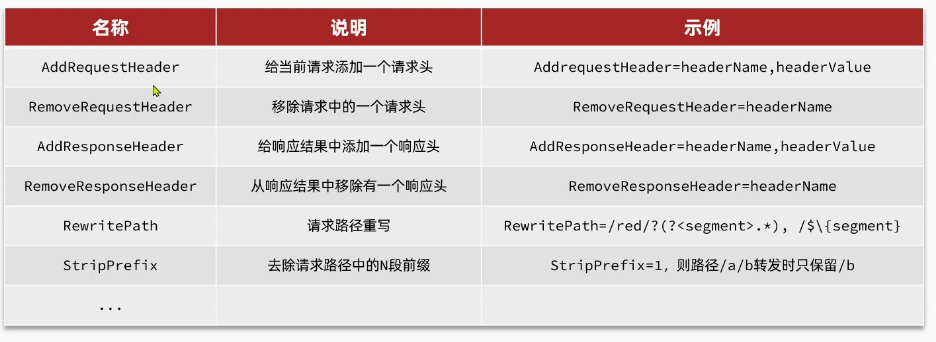 名称 说明 示例
AddRequestHeader 给当前请求添加一个请求头 AddrequestHeader=headerName,headerValue
RemoveRequestHeader 移除请求中的一个请求头 RemoveRequestHeader=headerName
AddResponseHeader 给响应结果中添加一个响应头 AddResponseHeader=headerName,headerValue
RemoveResponseHeader 从响应结果中移除有一个响应头 RemoveResponseHeader=headerName
RewritePath 请求路径重写 RewritePath=/red/?(?<segment>.*), /$\{segment}
StripPrefix 去除请求路径中的N段前缀 StripPrefix=1，则路径/a/b转发时只保留/b
...